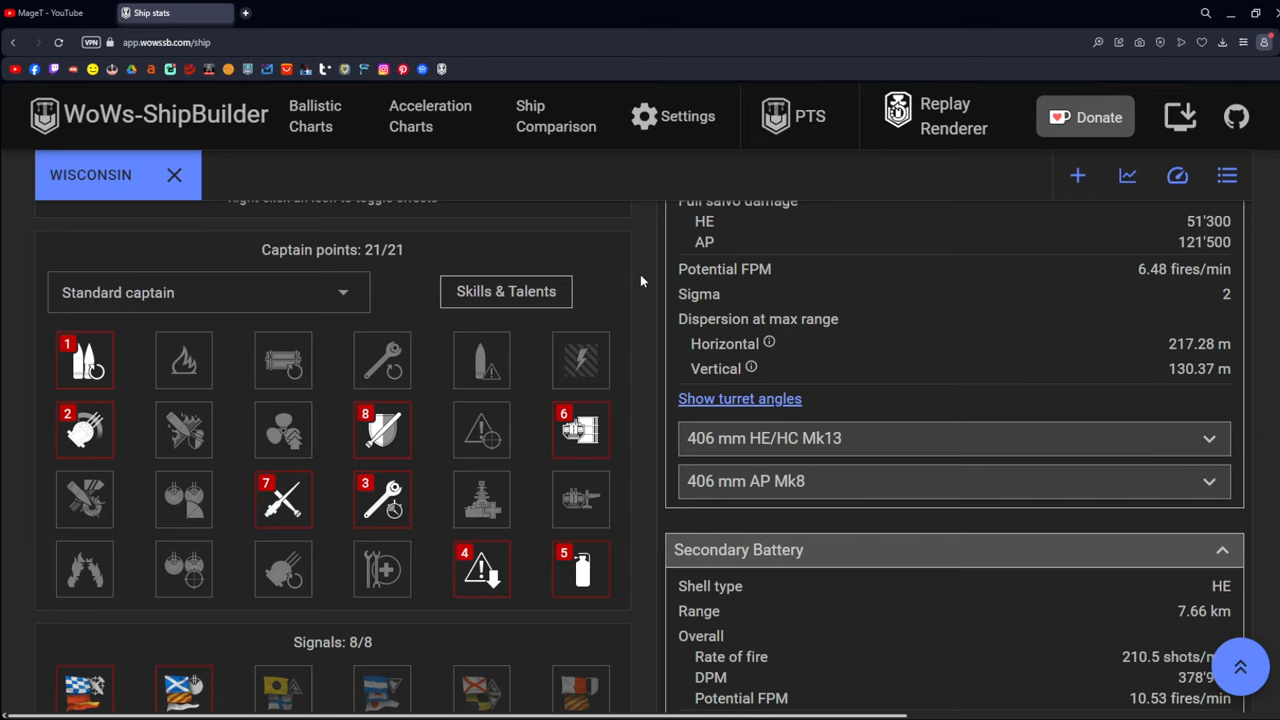 MageT - YouTube
Ship stats
VPN
app.wowssb.com/ship
WoWs-ShipBuilder
Ballistic Charts
Acceleration Charts
Ship Comparison
Settings
PTS
Replay Renderer
Donate
WISCONSIN
Captain points: 21/21
Standard captain
Skills & Talents
1
2
8
6
7
3
4
5
Signals: 8/8
Full salvo damage
HE 51'300
AP 121'500
Potential FPM 6.48 fires/min
Sigma 2
Dispersion at max range
Horizontal 217.28 m
Vertical 130.37 m
Show turret angles
406 mm HE/HC Mk13
406 mm AP Mk8
Secondary Battery
Shell type HE
Range 7.66 km
Overall
Rate of fire 210.5 shots/
DPM 378'9
Potential FPM 10.53 fires/min